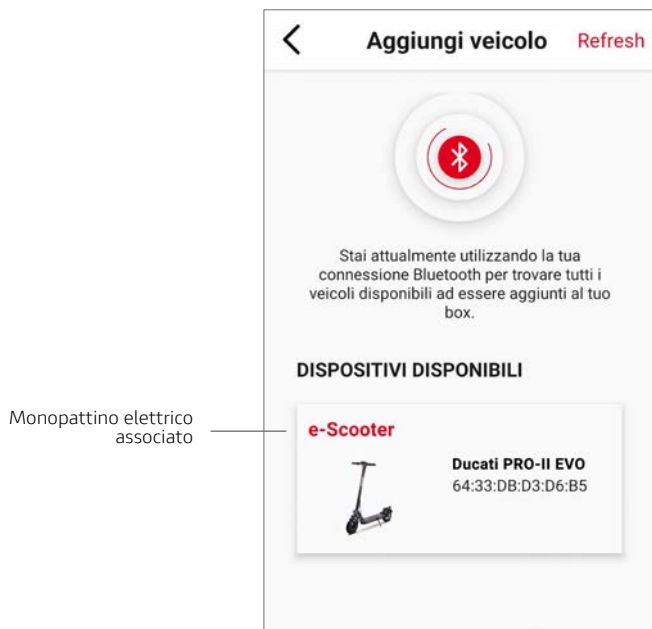 Aggiungi veicolo Refresh
Stai attualmente utilizzando la tua
connessione Bluetooth per trovare tutti i
veicoli disponibili ad essere aggiunti al tuo
box.
DISPOSITIVI DISPONIBILI
Monopattino elettrico
associato
e-Scooter
Ducati PRO-II EVO
64:33:DB:D3:D6:B5